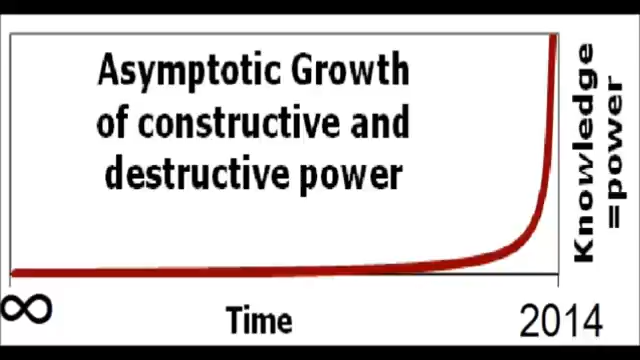 Asymptotic Growth
of constructive and
destructive power
Knowledge
=power
∞
Time
2014